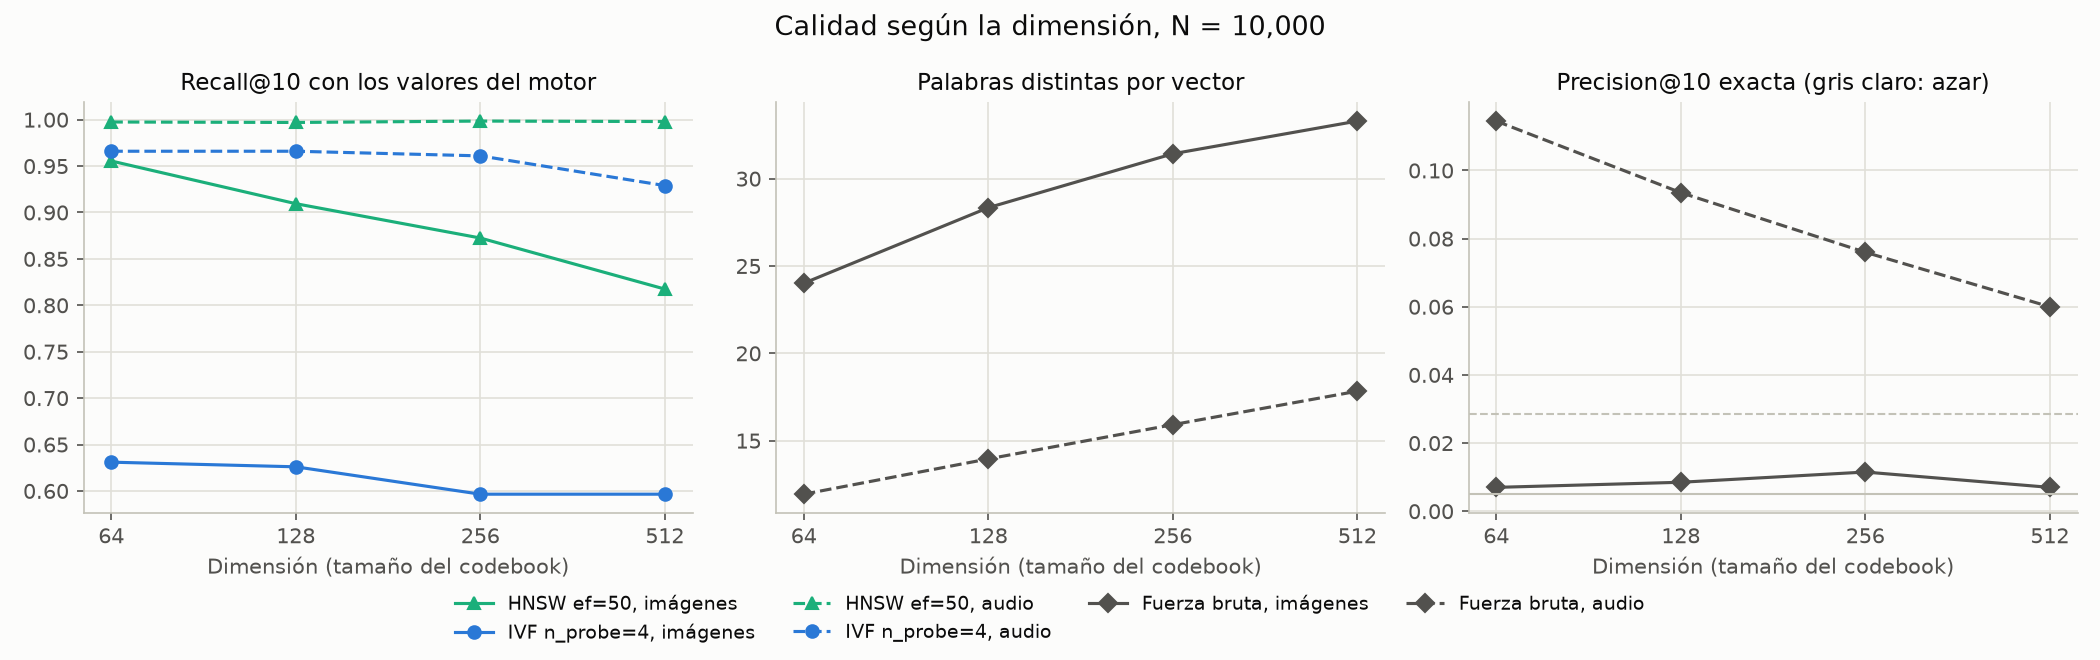 Calidad según la dimensión, N = 10,000
Recall@10 con los valores del motor
1.00
0.95
0.90
0.85
0.80
0.75
0.70
0.65
0.60
64 128 256 512
Dimensión (tamaño del codebook)
Palabras distintas por vector
30
25
20
15
64 128 256 512
Dimensión (tamaño del codebook)
Precision@10 exacta (gris claro: azar)
0.10
0.08
0.06
0.04
0.02
0.00
64 128 256 512
Dimensión (tamaño del codebook)
HNSW ef=50, imágenes
IVF n_probe=4, imágenes
HNSW ef=50, audio
IVF n_probe=4, audio
Fuerza bruta, imágenes
Fuerza bruta, audio